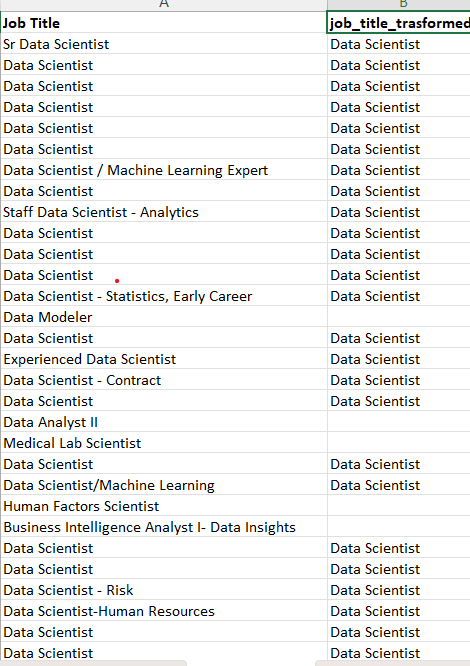 A B
Job Title job_title_trasformed
Sr Data Scientist Data Scientist
Data Scientist Data Scientist
Data Scientist Data Scientist
Data Scientist Data Scientist
Data Scientist Data Scientist
Data Scientist Data Scientist
Data Scientist / Machine Learning Expert Data Scientist
Data Scientist Data Scientist
Staff Data Scientist - Analytics Data Scientist
Data Scientist Data Scientist
Data Scientist Data Scientist
Data Scientist Data Scientist
Data Scientist - Statistics, Early Career Data Scientist
Data Modeler
Data Scientist Data Scientist
Experienced Data Scientist Data Scientist
Data Scientist - Contract Data Scientist
Data Scientist Data Scientist
Data Analyst II
Medical Lab Scientist
Data Scientist Data Scientist
Data Scientist/Machine Learning Data Scientist
Human Factors Scientist
Business Intelligence Analyst I- Data Insights
Data Scientist Data Scientist
Data Scientist Data Scientist
Data Scientist - Risk Data Scientist
Data Scientist-Human Resources Data Scientist
Data Scientist Data Scientist
Data Scientist Data Scientist